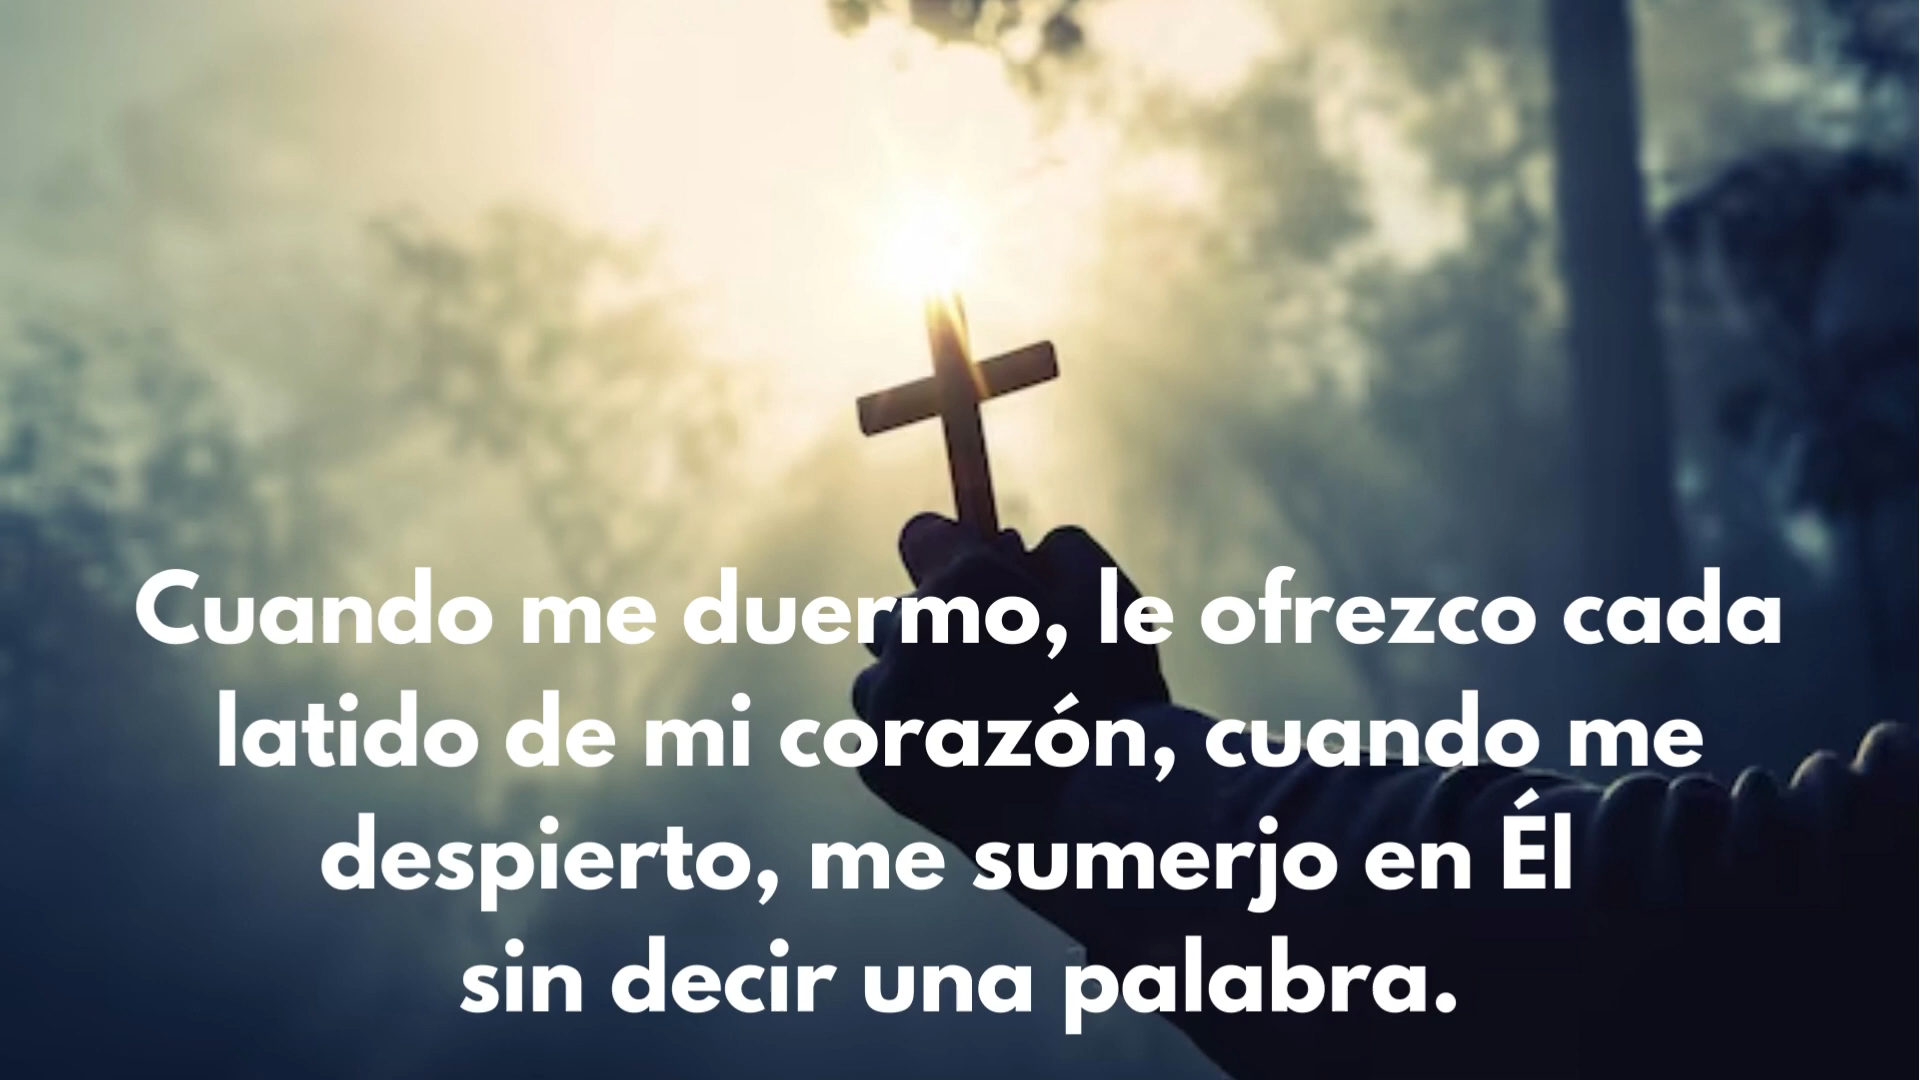 Cuando me duermo, le ofrezco cada
latido de mi corazón, cuando me
despierto, me sumerjo en Él
sin decir una palabra.